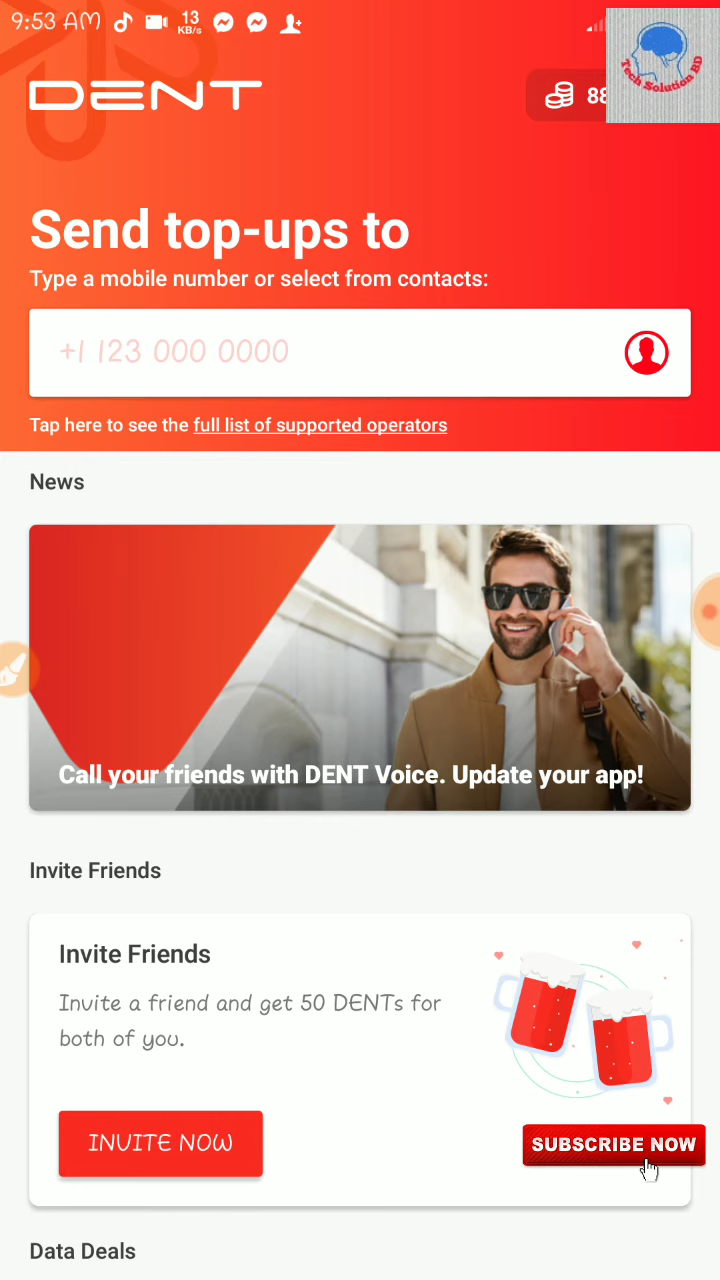 9:53 AM
13
KB/s
Tech Solution BD
DENT
88
Send top-ups to
Type a mobile number or select from contacts:
+1 123 000 0000
Tap here to see the full list of supported operators
News
Call your friends with DENT Voice. Update your app!
Invite Friends
Invite Friends
Invite a friend and get 50 DENTs for
both of you.
INVITE NOW
SUBSCRIBE NOW
Data Deals